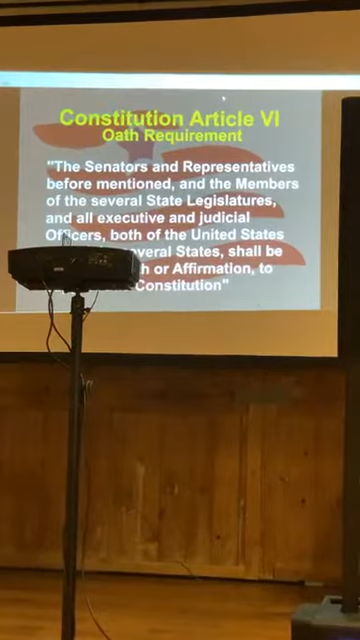 Constitution Article VI
Oath Requirement
"The Senators and Representatives
before mentioned, and the Members
of the several State Legislatures,
and all executive and judicial
Officers, both of the United States
several States, shall be
or Affirmation, to
Constitution"